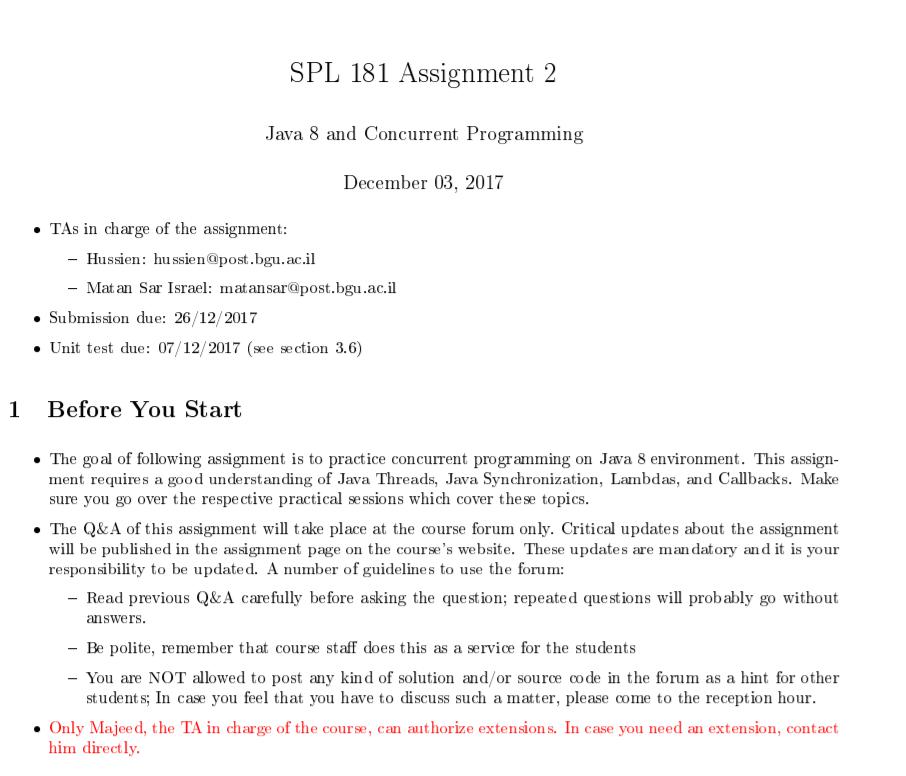 SPL 181 Assignment 2
Java 8 and Concurrent Programming
December 03, 2017
• TAs in charge of the assignment:
– Hussien: hussien@post.bgu.ac.il
– Matan Sar Israel: matansar@post.bgu.ac.il
• Submission due: 26/12/2017
• Unit test due: 07/12/2017 (see section 3.6)
1 Before You Start
• The goal of following assignment is to practice concurrent programming on Java 8 environment. This assign-
ment requires a good understanding of Java Threads, Java Synchronization, Lambdas, and Callbacks. Make
sure you go over the respective practical sessions which cover these topics.
• The Q&A of this assignment will take place at the course forum only. Critical updates about the assignment
will be published in the assignment page on the course's website. These updates are mandatory and it is your
responsibility to be updated. A number of guidelines to use the forum:
– Read previous Q&A carefully before asking the question; repeated questions will probably go without
answers.
– Be polite, remember that course staff does this as a service for the students
– You are NOT allowed to post any kind of solution and/or source code in the forum as a hint for other
students; In case you feel that you have to discuss such a matter, please come to the reception hour.
• Only Majeed, the TA in charge of the course, can authorize extensions. In case you need an extension, contact
him directly.